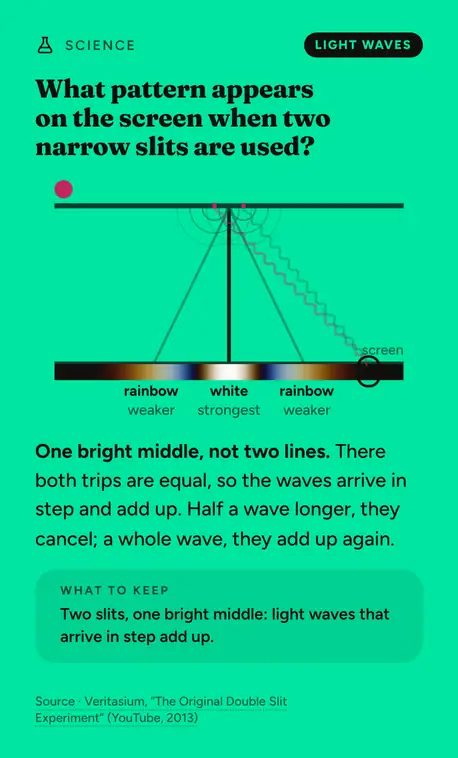 SCIENCE
LIGHT WAVES
What pattern appears
on the screen when two
narrow slits are used?
screen
rainbow white rainbow
weaker strongest weaker
One bright middle, not two lines. There
both trips are equal, so the waves arrive in
step and add up. Half a wave longer, they
cancel; a whole wave, they add up again.
WHAT TO KEEP
Two slits, one bright middle: light waves that
arrive in step add up.
Source · Veritasium, “The Original Double Slit
Experiment” (YouTube, 2013)